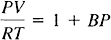 PV/RT = 1 + BP